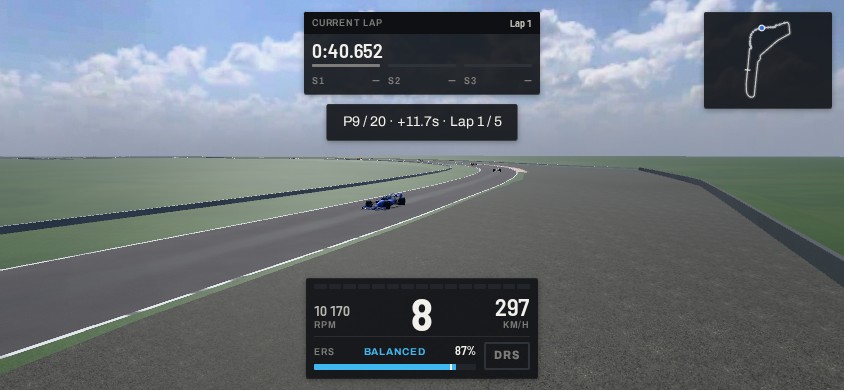 CURRENT LAP Lap 1
0:40.652
S1 – S2 – S3 –
P9 / 20 · +11.7s · Lap 1 / 5
10 170 8 297
RPM KM/H
ERS BALANCED 87% DRS